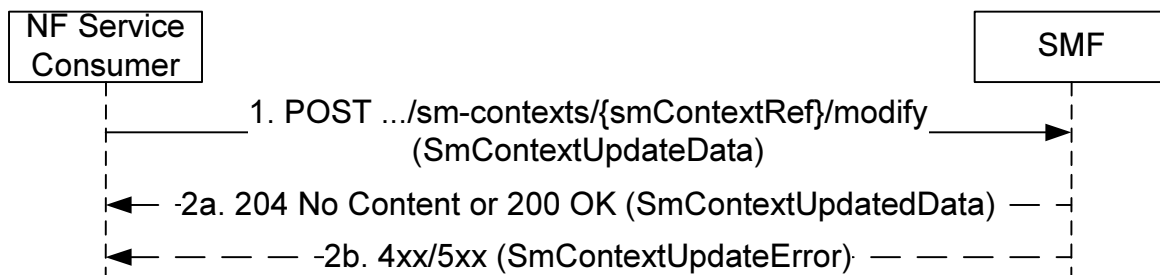 NF Service
Consumer
SMF
1. POST .../sm-contexts/{smContextRef}/modify
(SmContextUpdateData)
2a. 204 No Content or 200 OK (SmContextUpdatedData)
2b. 4xx/5xx (SmContextUpdateError)